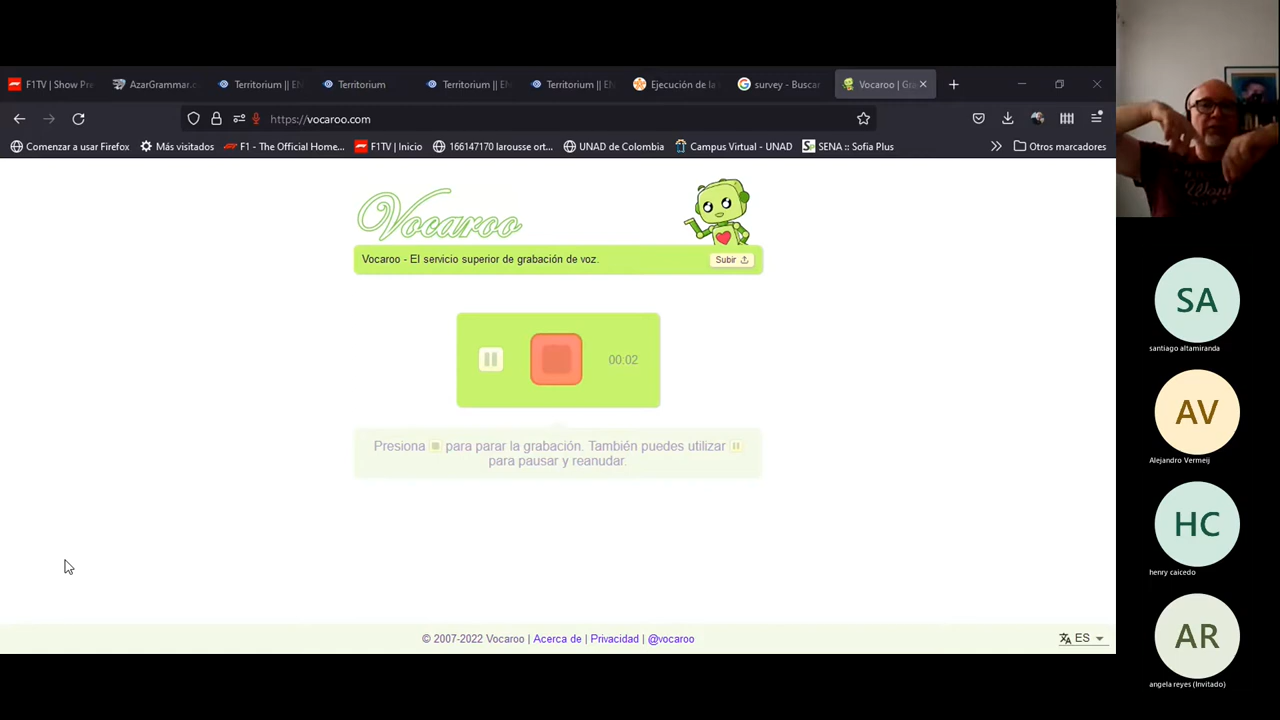 F1TV | Show Pre
AzarGrammar.c
Territorium || EN
Territorium
Territorium || EN
Territorium || EN
Ejecución de la
survey - Buscar
Vocaroo | Gr
https://vocaroo.com
Comenzar a usar Firefox
Más visitados
F1 - The Official Home...
F1TV | Inicio
166147170 larousse ort...
UNAD de Colombia
Campus Virtual - UNAD
SENA :: Sofia Plus
Otros marcadores
Vocaroo
Vocaroo - El servicio superior de grabación de voz.
Subir
00:02
Presiona para parar la grabación. También puedes utilizar
para pausar y reanudar.
© 2007-2022 Vocaroo | Acerca de | Privacidad | @vocaroo
ES
SA
santiago altamiranda
AV
Alejandro Vermeij
HC
henry caicedo
AR
angela reyes (Invitado)